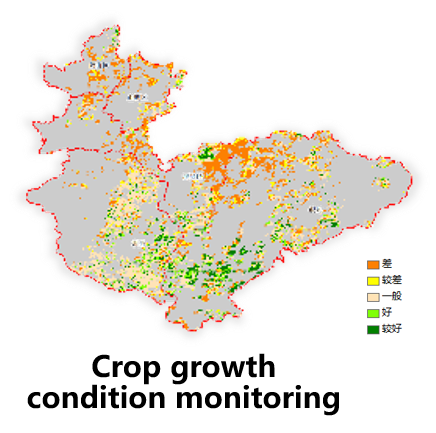 差
较差
一般
好
较好
Crop growth
condition monitoring